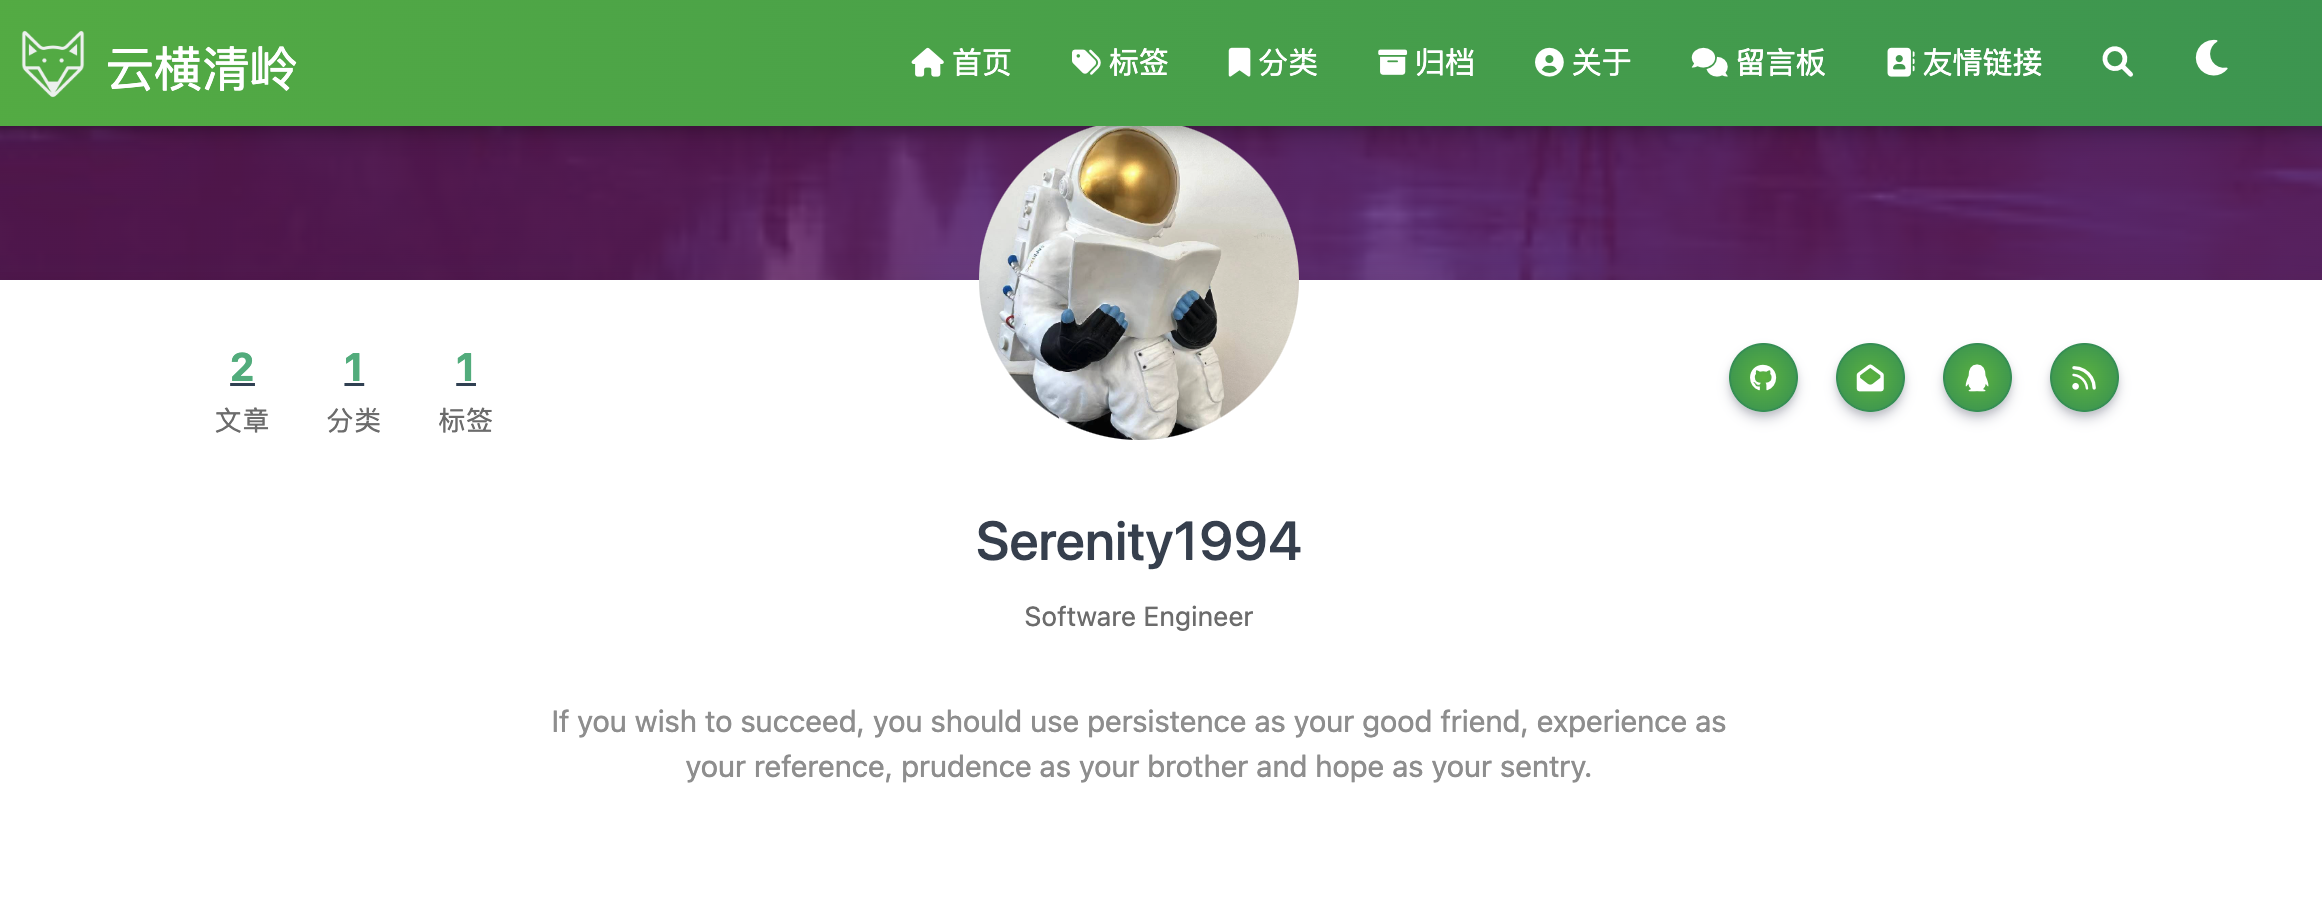 云横清岭
首页 标签 分类 归档 关于 留言板 友情链接
2 1 1
文章 分类 标签
Serenity1994
Software Engineer
If you wish to succeed, you should use persistence as your good friend, experience as
your reference, prudence as your brother and hope as your sentry.